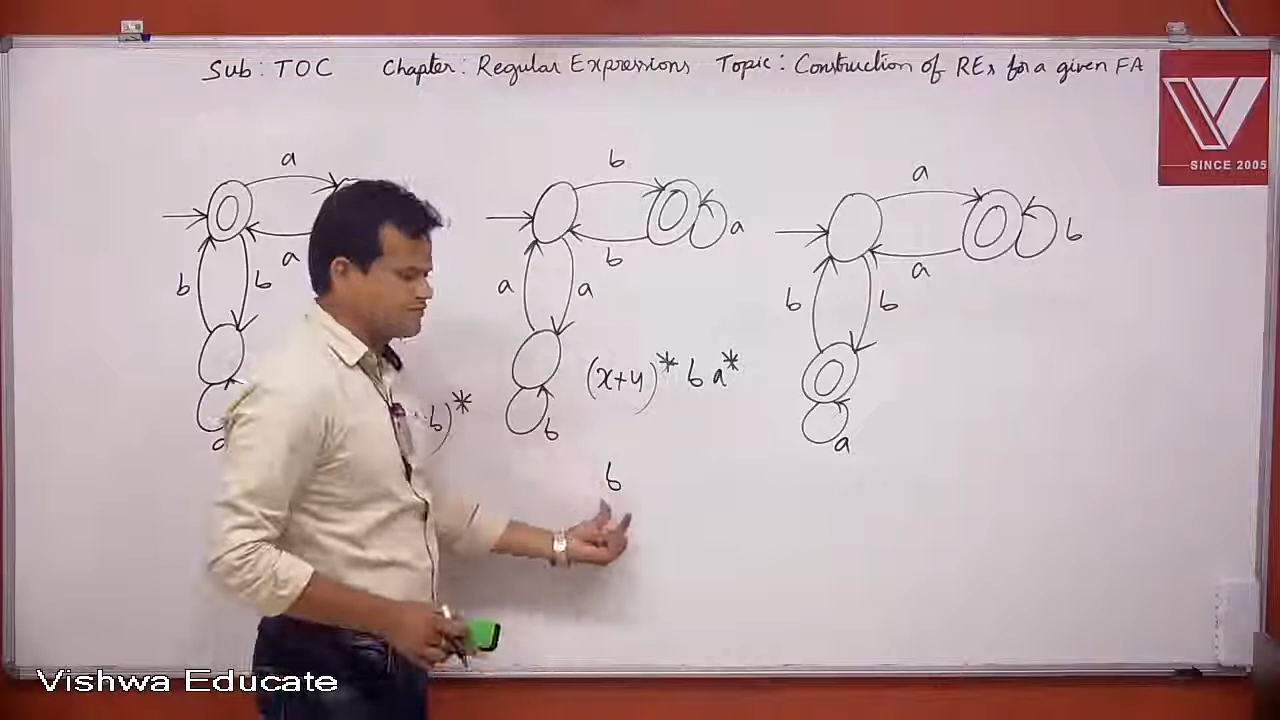 Sub : TOC Chapter : Regular Expressions Topic : Construction of REs for a given FA
SINCE 2005
a
b
a
a
b
a
b
a
b
b
b
b
a
a
b
b
a
(x+y)* b a*
b)*
a
b
a
b
Vishwa Educate